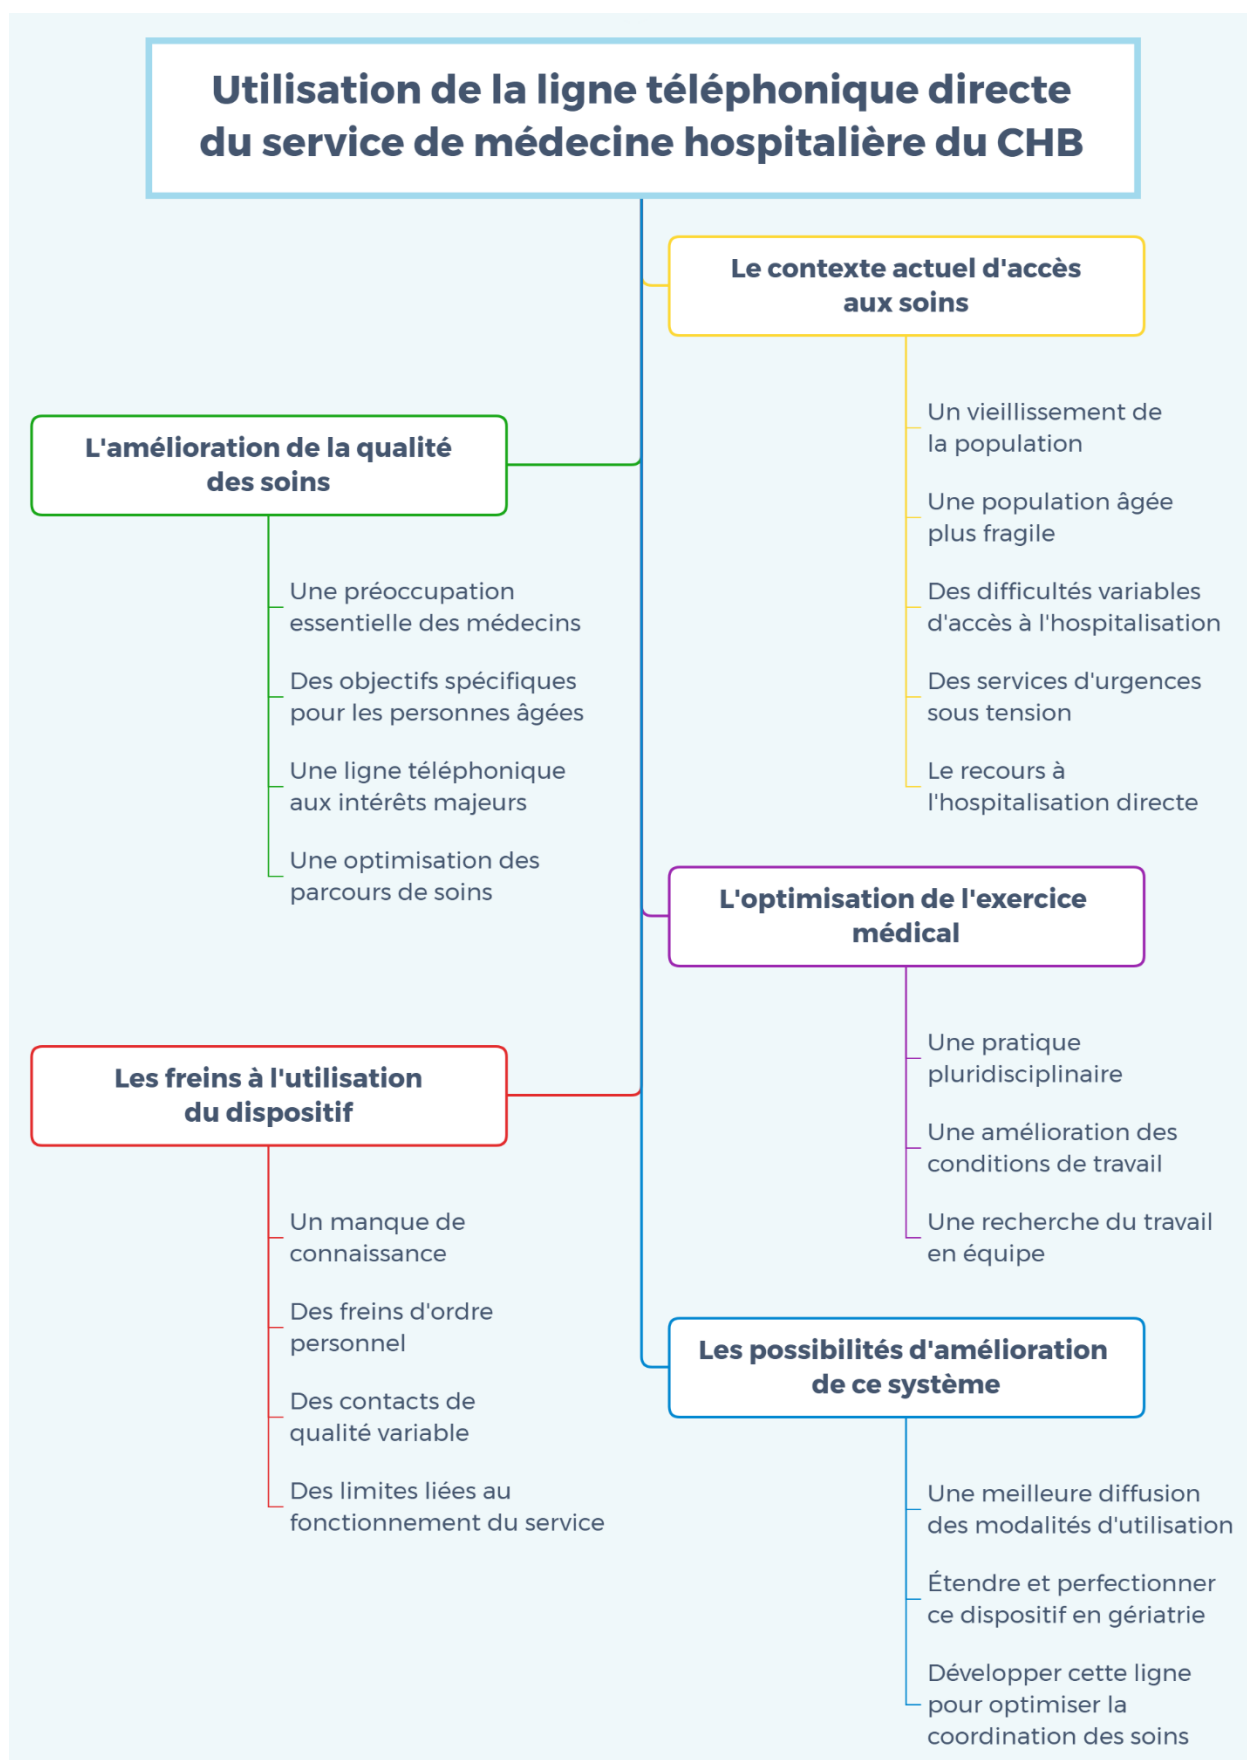 Utilisation de la ligne téléphonique directe
du service de médecine hospitalière du CHB
Le contexte actuel d'accès
aux soins
Un vieillissement de
la population
Une population âgée
plus fragile
Des difficultés variables
d'accès à l'hospitalisation
Des services d'urgences
sous tension
Le recours à
l'hospitalisation directe
L'amélioration de la qualité
des soins
Une préoccupation
essentielle des médecins
Des objectifs spécifiques
pour les personnes âgées
Une ligne téléphonique
aux intérêts majeurs
Une optimisation des
parcours de soins
L'optimisation de l'exercice
médical
Une pratique
pluridisciplinaire
Une amélioration des
conditions de travail
Une recherche du travail
en équipe
Les freins à l'utilisation
du dispositif
Un manque de
connaissance
Des freins d'ordre
personnel
Des contacts de
qualité variable
Des limites liées au
fonctionnement du service
Les possibilités d'amélioration
de ce système
Une meilleure diffusion
des modalités d'utilisation
Étendre et perfectionner
ce dispositif en gériatrie
Développer cette ligne
pour optimiser la
coordination des soins